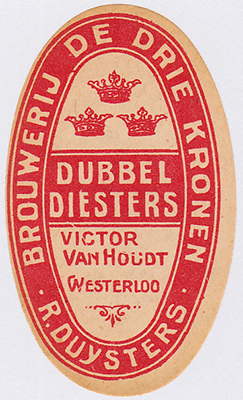 BROUWERIJ DE DRIE KRONEN
DUBBEL
DIESTERS
VICTOR
VAN HOUDT
WESTERLOO
· R. DUYSTERS ·